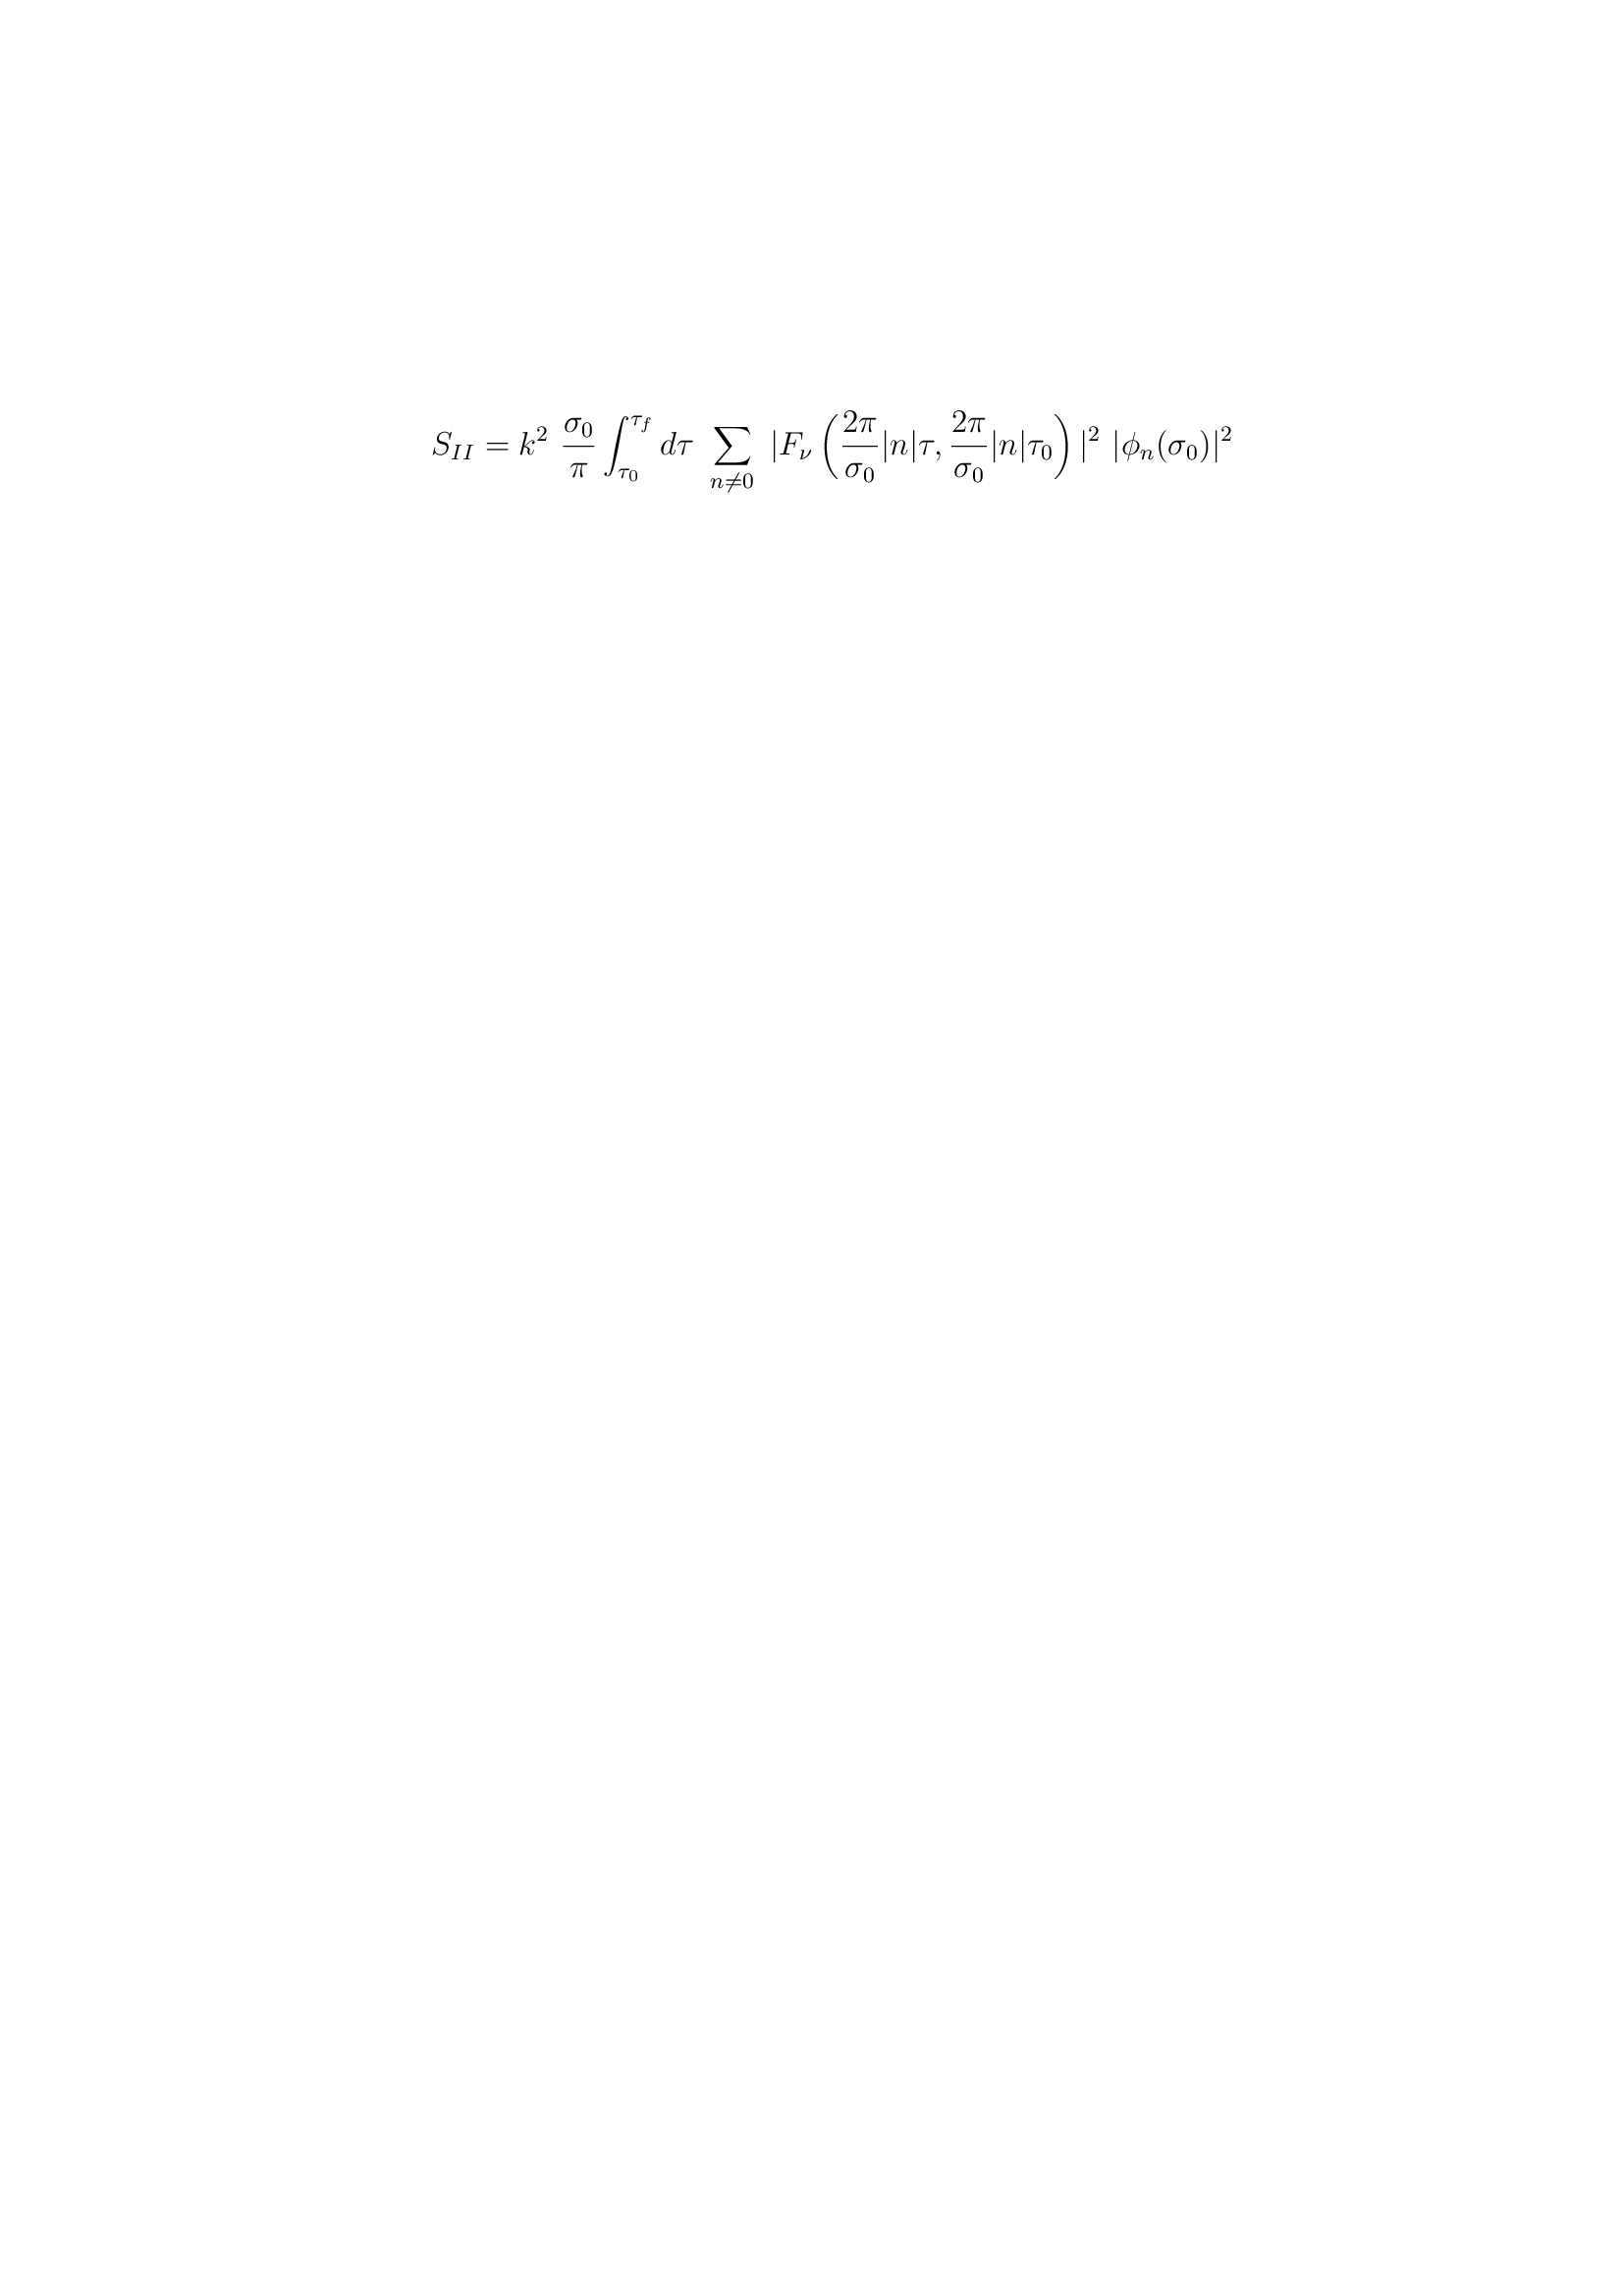 $S_{II} = k^2 \ \frac{\sigma_0}{\pi} \int_{\tau_0}^{\tau_f} d\tau \ \sum_{n \neq 0} \ |F_\nu \left( \frac{2\pi}{\sigma_0} |n| \tau, \frac{2\pi}{\sigma_0} |n| \tau_0 \right)|^2 \ |\phi_n(\sigma_0)|^2$